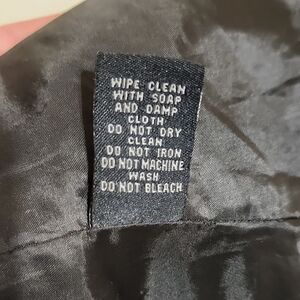 WIPE CLEAN
WITH SOAP
AND DAMP
CLOTH
DO NOT DRY
CLEAN
DO NOT IRON
DO NOT MACHINE
WASH
DO NOT BLEACH